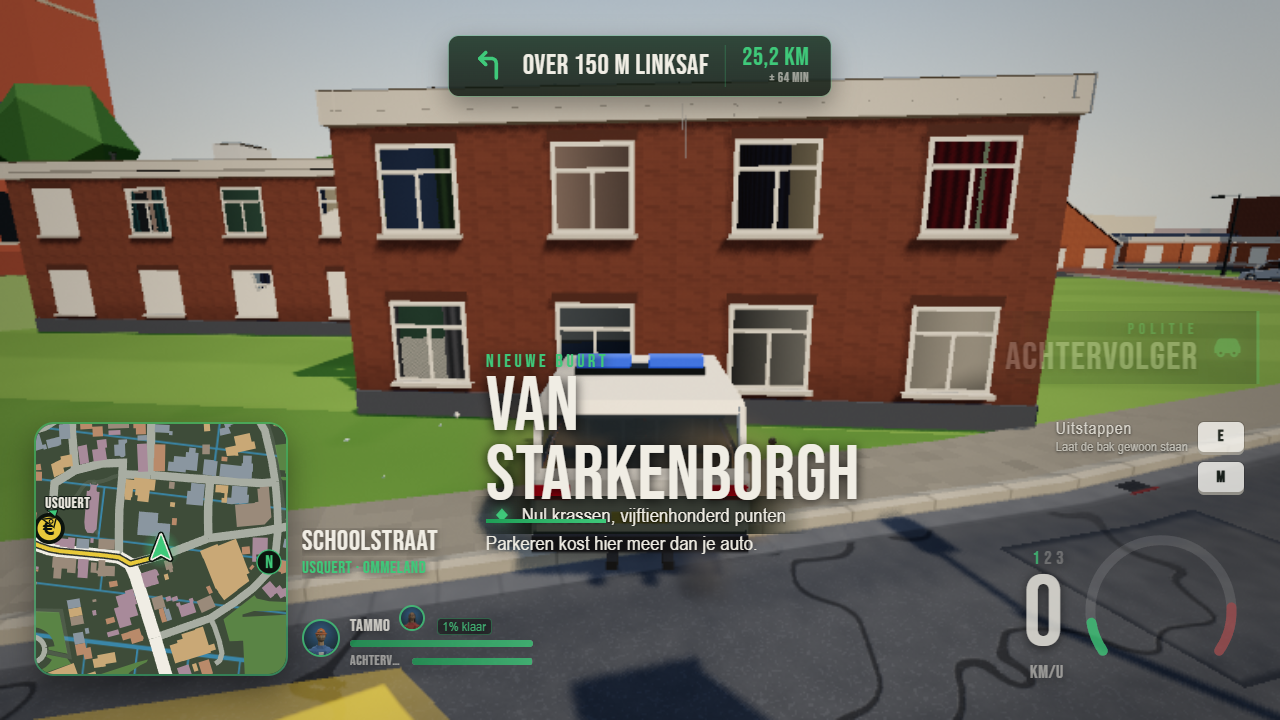 OVER 150 M LINKSAF
25,2 KM
± 64 MIN
POLITIE
ACHTERVOLGER
NIEUWE BUURT
VAN
STARKENBORGH
Nul krassen, vijftienhonderd punten
Parkeren kost hier meer dan je auto.
Uitstappen
Laat de bak gewoon staan
E
M
USQUERT
N
SCHOOLSTRAAT
USQUERT · OMMELAND
TAMMO
1% klaar
ACHTERV...
1 2 3
0
KM/U